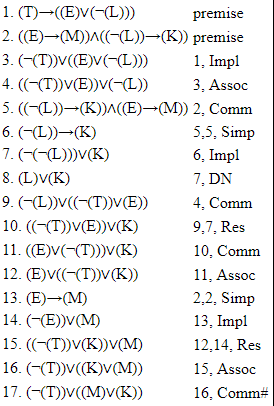 1. (T)→((E)∨(¬(L))) premise
2. ((E)→(M))∧((¬(L))→(K)) premise
3. (¬(T))∨((E)∨(¬(L))) 1, Impl
4. ((¬(T))∨(E))∨(¬(L)) 3, Assoc
5. ((¬(L))→(K))∧((E)→(M)) 2, Comm
6. (¬(L))→(K) 5,5, Simp
7. (¬(¬(L)))∨(K) 6, Impl
8. (L)∨(K) 7, DN
9. (¬(L))∨((¬(T))∨(E)) 4, Comm
10. ((¬(T))∨(E))∨(K) 9,7, Res
11. ((E)∨(¬(T)))∨(K) 10, Comm
12. (E)∨((¬(T))∨(K)) 11, Assoc
13. (E)→(M) 2,2, Simp
14. (¬(E))∨(M) 13, Impl
15. ((¬(T))∨(K))∨(M) 12,14, Res
16. (¬(T))∨((K)∨(M)) 15, Assoc
17. (¬(T))∨((M)∨(K)) 16, Comm#